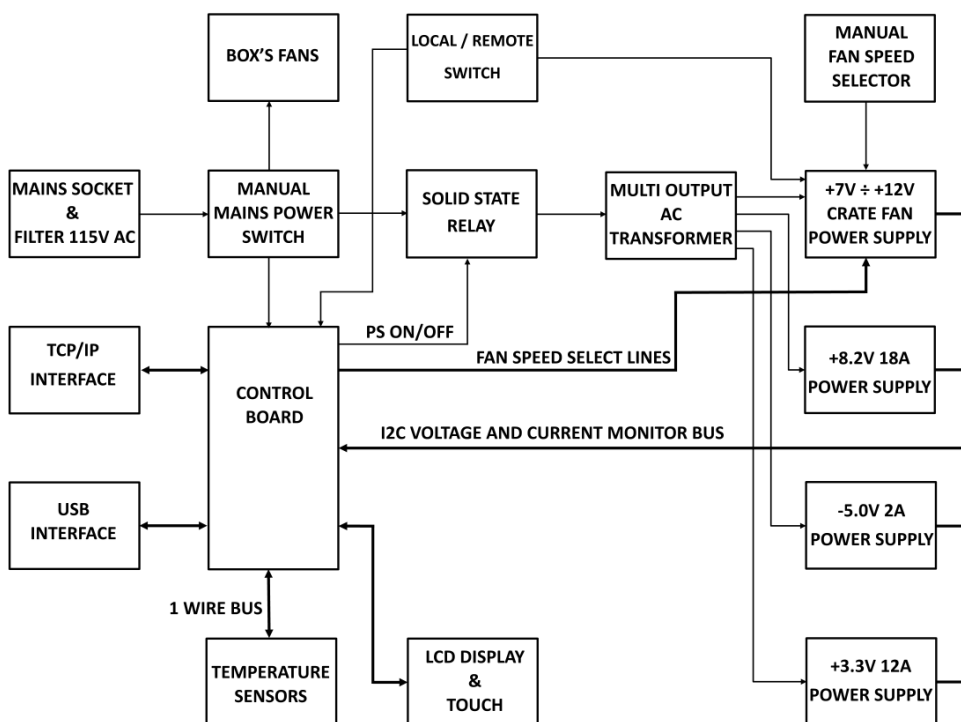 BOX'S FANS
LOCAL / REMOTE
SWITCH
MANUAL
FAN SPEED
SELECTOR
MAINS SOCKET
&
FILTER 115V AC
MANUAL
MAINS POWER
SWITCH
SOLID STATE
RELAY
MULTI OUTPUT
AC
TRANSFORMER
+7V ÷ +12V
CRATE FAN
POWER SUPPLY
PS ON/OFF
FAN SPEED SELECT LINES
TCP/IP
INTERFACE
CONTROL
BOARD
+8.2V 18A
POWER SUPPLY
I2C VOLTAGE AND CURRENT MONITOR BUS
USB
INTERFACE
-5.0V 2A
POWER SUPPLY
1 WIRE BUS
TEMPERATURE
SENSORS
LCD DISPLAY
&
TOUCH
+3.3V 12A
POWER SUPPLY